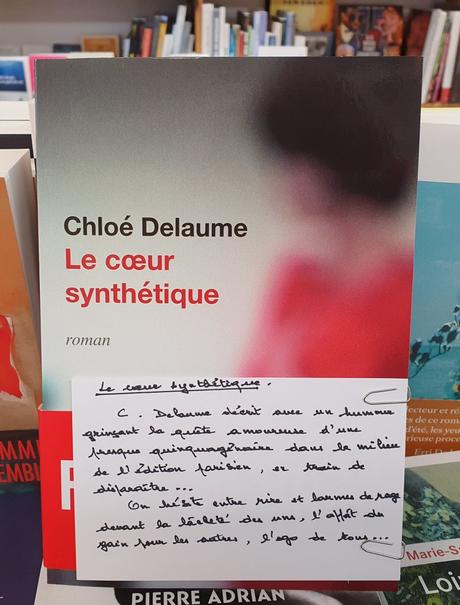 Chloé Delaume
Le cœur
synthétique
roman
Le cœur synthétique.
C. Delaume décrit avec un humour
grinçant la quête amoureuse d'une
presque quinquagénaire dans le milieu
de l'édition parisien, en train de
disparaître...
On hésite entre rire et larmes de rage
devant la lâcheté des uns, l'appât du
gain pour les autres, l'ego de tous...
PIERRE ADRIAN
Marie-S
Loin